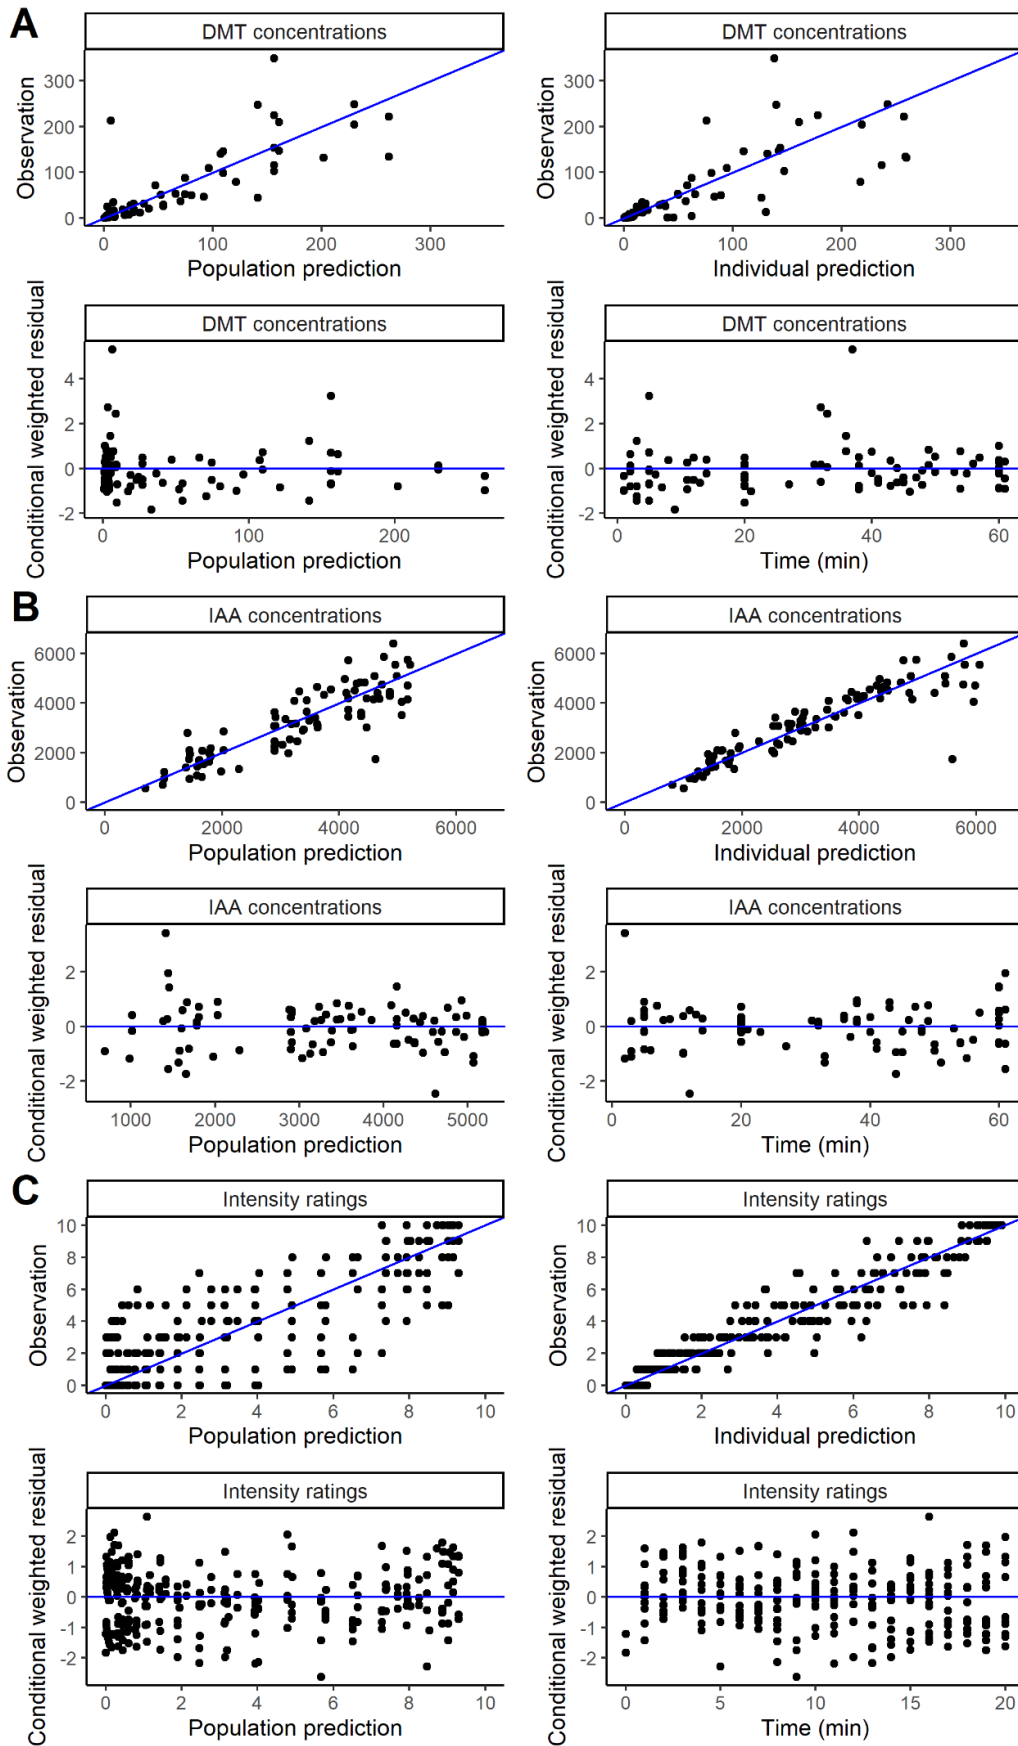 A
DMT concentrations
DMT concentrations
Observation
300
200
100
0
0 100 200 300
Population prediction
Observation
300
200
100
0
0 100 200 300
Individual prediction
DMT concentrations
DMT concentrations
Conditional weighted residual
4
2
0
-2
0 100 200
Population prediction
Conditional weighted residual
4
2
0
-2
0 20 40 60
Time (min)
B
IAA concentrations
IAA concentrations
Observation
6000
4000
2000
0
0 2000 4000 6000
Population prediction
Observation
6000
4000
2000
0
0 2000 4000 6000
Individual prediction
IAA concentrations
IAA concentrations
Conditional weighted residual
2
0
-2
1000 2000 3000 4000 5000
Population prediction
Conditional weighted residual
2
0
-2
0 20 40 60
Time (min)
C
Intensity ratings
Intensity ratings
Observation
10
8
6
4
2
0
0 2 4 6 8 10
Population prediction
Observation
10
8
6
4
2
0
0 2 4 6 8 10
Individual prediction
Intensity ratings
Intensity ratings
Conditional weighted residual
2
1
0
-1
-2
0 2 4 6 8 10
Population prediction
Conditional weighted residual
2
1
0
-1
-2
0 5 10 15 20
Time (min)